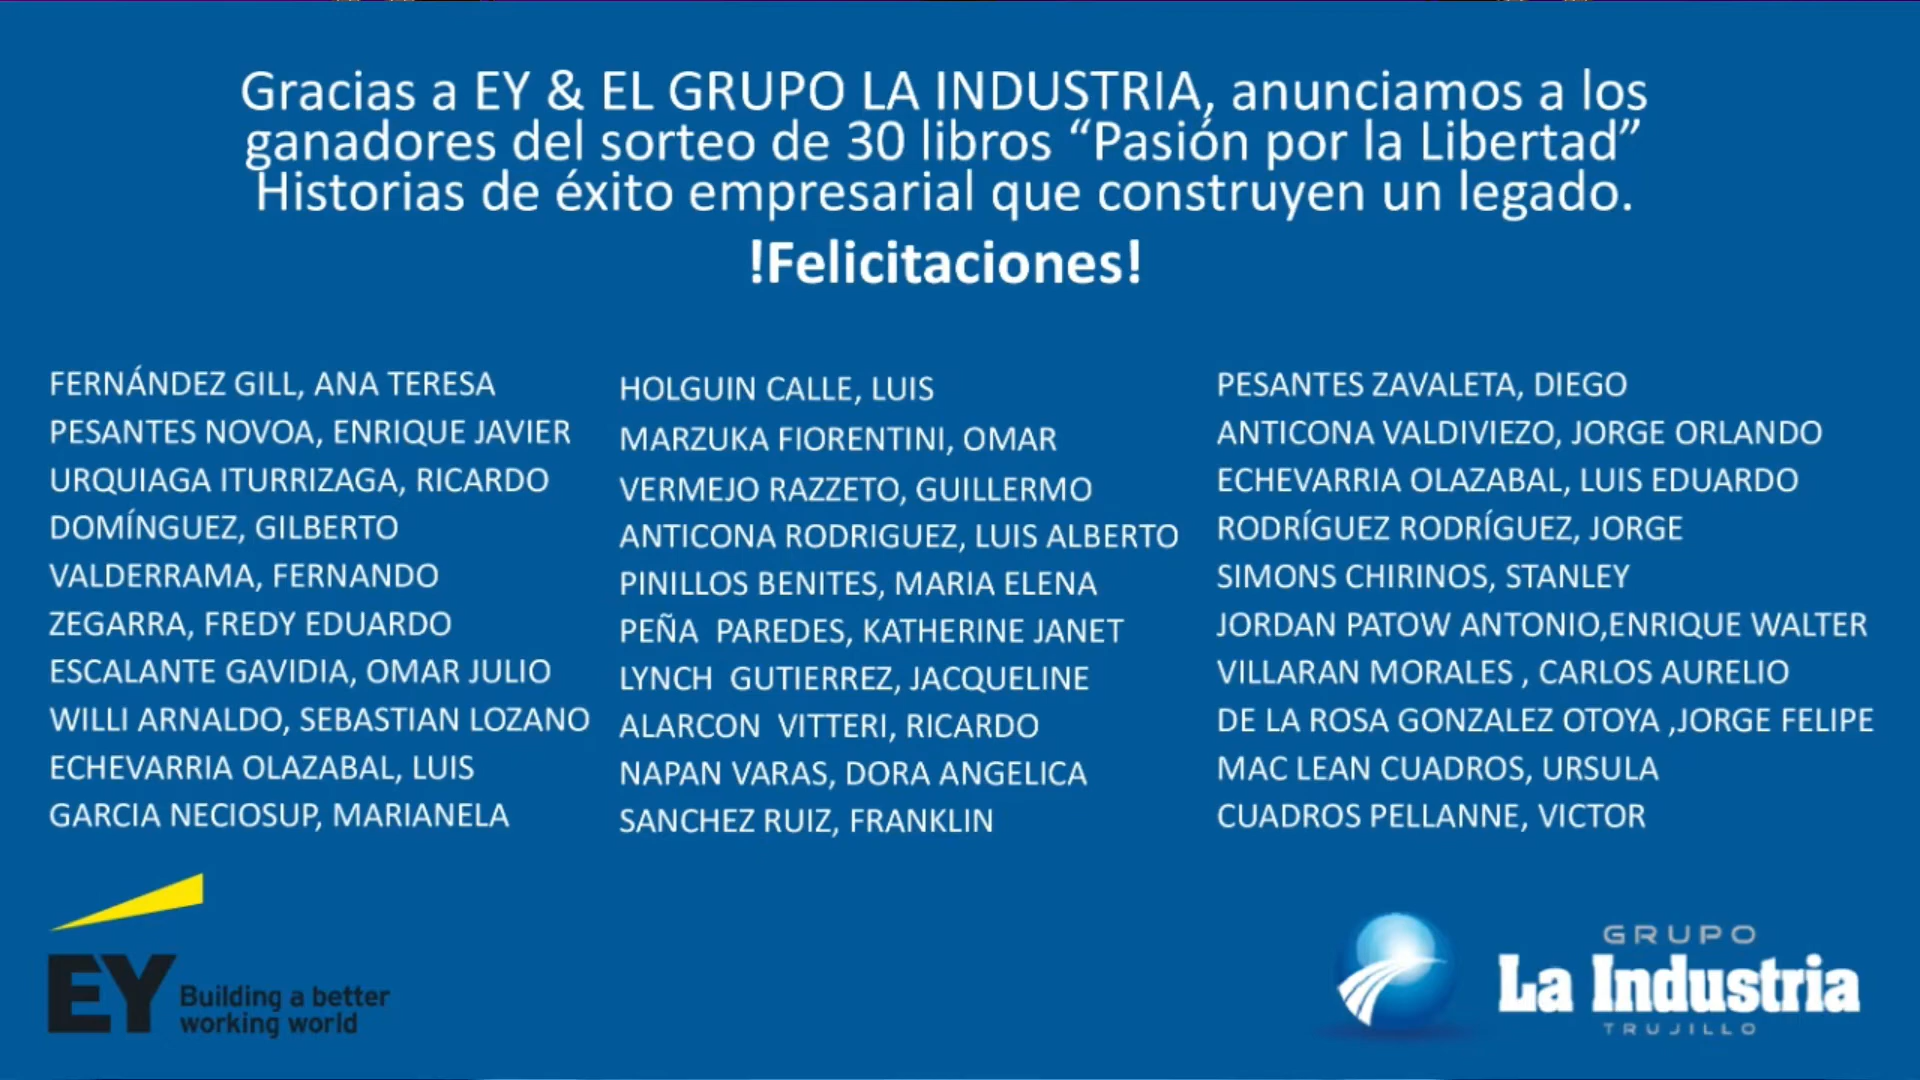 Gracias a EY & EL GRUPO LA INDUSTRIA, anunciamos a los
ganadores del sorteo de 30 libros “Pasión por la Libertad”
Historias de éxito empresarial que construyen un legado.
!Felicitaciones!
FERNÁNDEZ GILL, ANA TERESA
PESANTES NOVOA, ENRIQUE JAVIER
URQUIAGA ITURRIZAGA, RICARDO
DOMÍNGUEZ, GILBERTO
VALDERRAMA, FERNANDO
ZEGARRA, FREDY EDUARDO
ESCALANTE GAVIDIA, OMAR JULIO
WILLI ARNALDO, SEBASTIAN LOZANO
ECHEVARRIA OLAZABAL, LUIS
GARCIA NECIOSUP, MARIANELA
HOLGUIN CALLE, LUIS
MARZUKA FIORENTINI, OMAR
VERMEJO RAZZETO, GUILLERMO
ANTICONA RODRIGUEZ, LUIS ALBERTO
PINILLOS BENITES, MARIA ELENA
PEÑA  PAREDES, KATHERINE JANET
LYNCH  GUTIERREZ, JACQUELINE
ALARCON  VITTERI, RICARDO
NAPAN VARAS, DORA ANGELICA
SANCHEZ RUIZ, FRANKLIN
PESANTES ZAVALETA, DIEGO
ANTICONA VALDIVIEZO, JORGE ORLANDO
ECHEVARRIA OLAZABAL, LUIS EDUARDO
RODRÍGUEZ RODRÍGUEZ, JORGE
SIMONS CHIRINOS, STANLEY
JORDAN PATOW ANTONIO,ENRIQUE WALTER
VILLARAN MORALES , CARLOS AURELIO
DE LA ROSA GONZALEZ OTOYA ,JORGE FELIPE
MAC LEAN CUADROS, URSULA
CUADROS PELLANNE, VICTOR
EY
Building a better
working world
GRUPO
La Industria
TRUJILLO